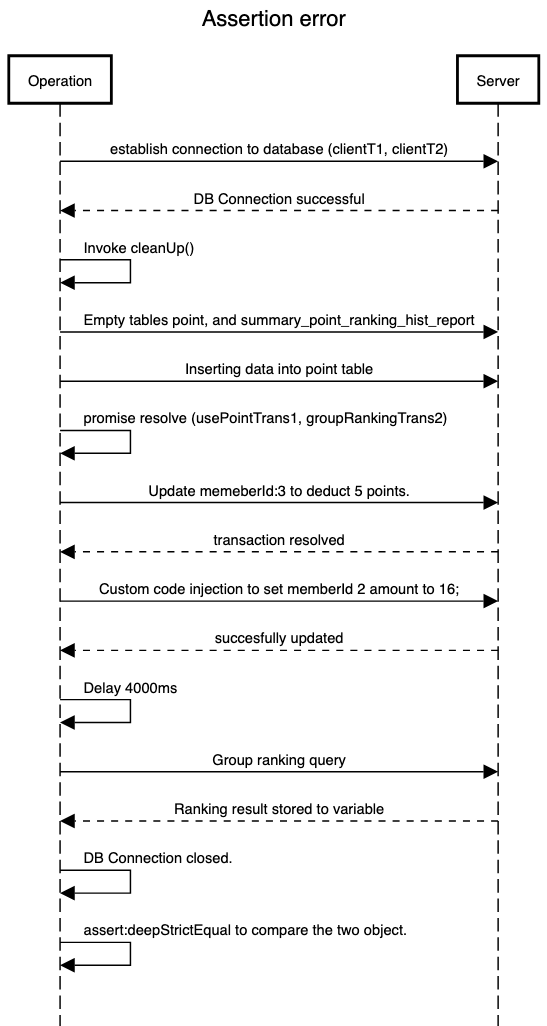 Assertion error
Operation
Server
establish connection to database (clientT1, clientT2)
DB Connection successful
Invoke cleanUp()
Empty tables point, and summary_point_ranking_hist_report
Inserting data into point table
promise resolve (usePointTrans1, groupRankingTrans2)
Update memeberId:3 to deduct 5 points.
transaction resolved
Custom code injection to set memberId 2 amount to 16;
succesfully updated
Delay 4000ms
Group ranking query
Ranking result stored to variable
DB Connection closed.
assert:deepStrictEqual to compare the two object.